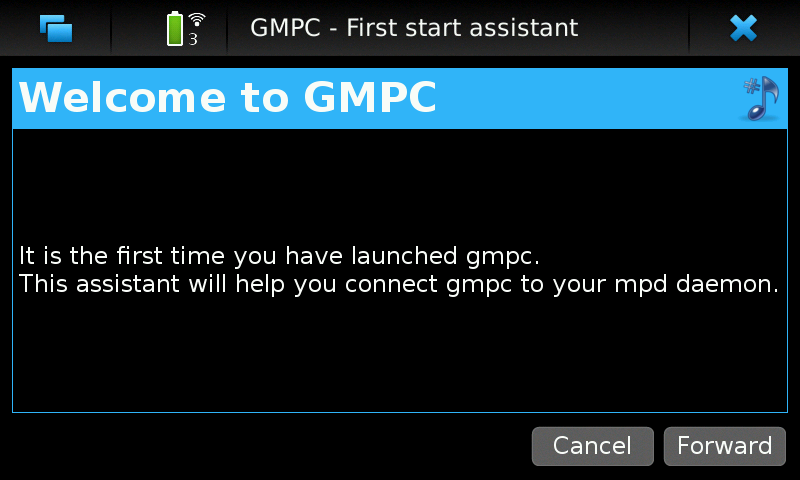 3
GMPC - First start assistant
Welcome to GMPC
It is the first time you have launched gmpc.
This assistant will help you connect gmpc to your mpd daemon.
Cancel
Forward